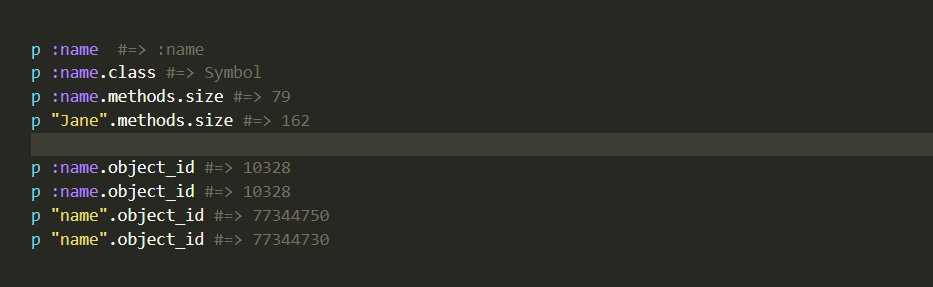 p :name  #=> :name
p :name.class #=> Symbol
p :name.methods.size #=> 79
p "Jane".methods.size #=> 162
p :name.object_id #=> 10328
p :name.object_id #=> 10328
p "name".object_id #=> 77344750
p "name".object_id #=> 77344730